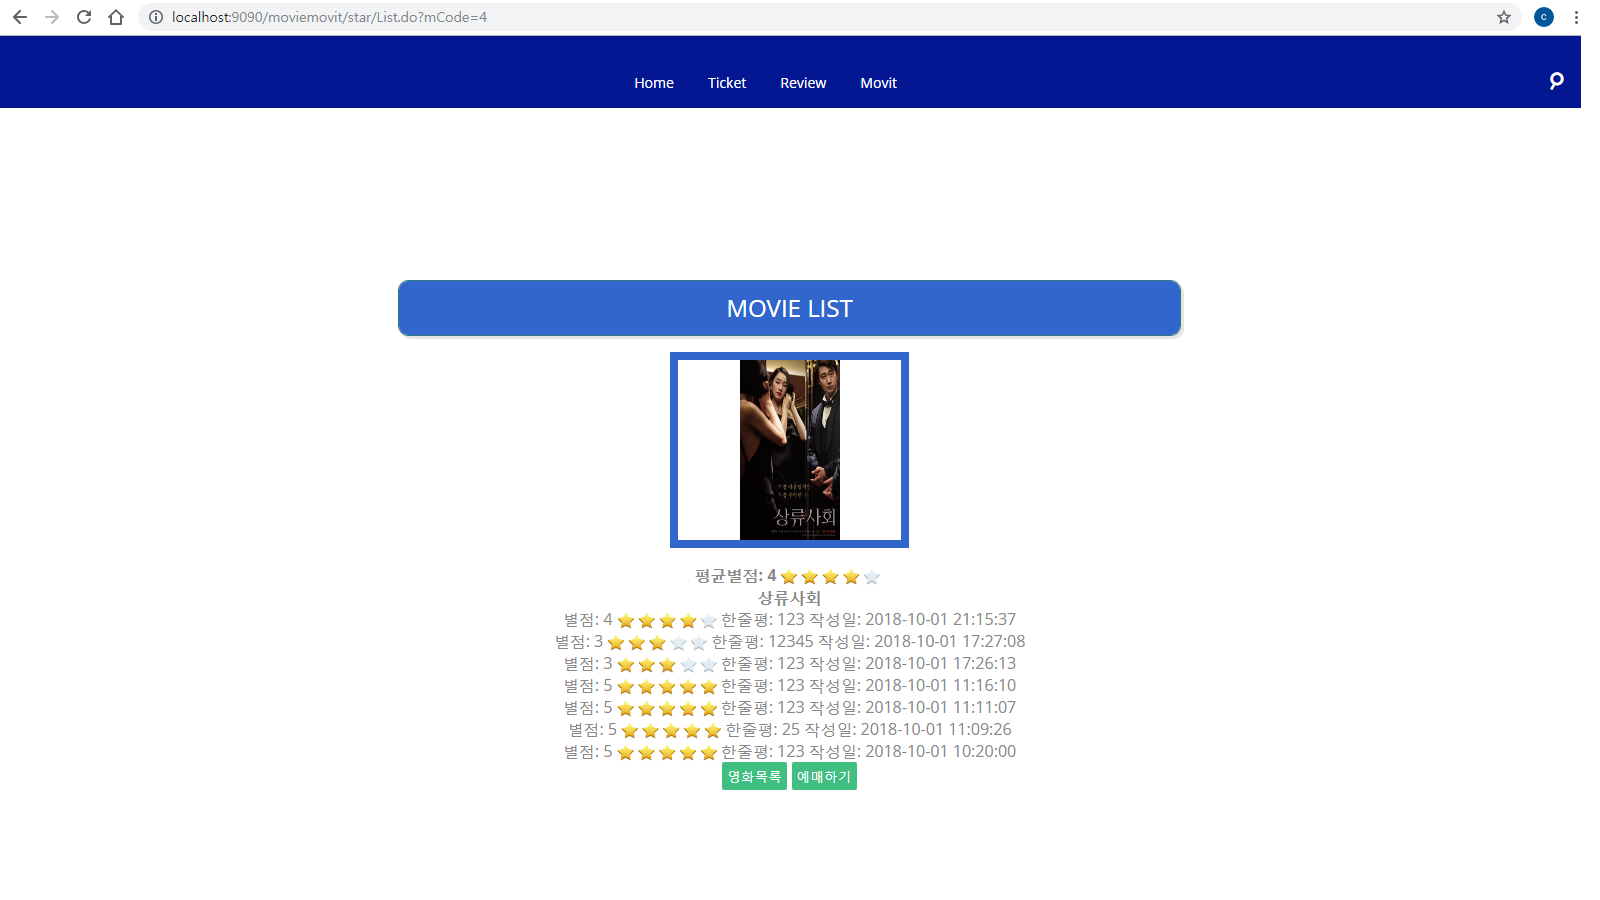 localhost:9090/moviemovit/star/List.do?mCode=4
c
Home Ticket Review Movit
MOVIE LIST
상류사회
평균별점: 4
상류사회
별점: 4 한줄평: 123 작성일: 2018-10-01 21:15:37
별점: 3 한줄평: 12345 작성일: 2018-10-01 17:27:08
별점: 3 한줄평: 123 작성일: 2018-10-01 17:26:13
별점: 5 한줄평: 123 작성일: 2018-10-01 11:16:10
별점: 5 한줄평: 123 작성일: 2018-10-01 11:11:07
별점: 5 한줄평: 25 작성일: 2018-10-01 11:09:26
별점: 5 한줄평: 123 작성일: 2018-10-01 10:20:00
영화목록 예매하기